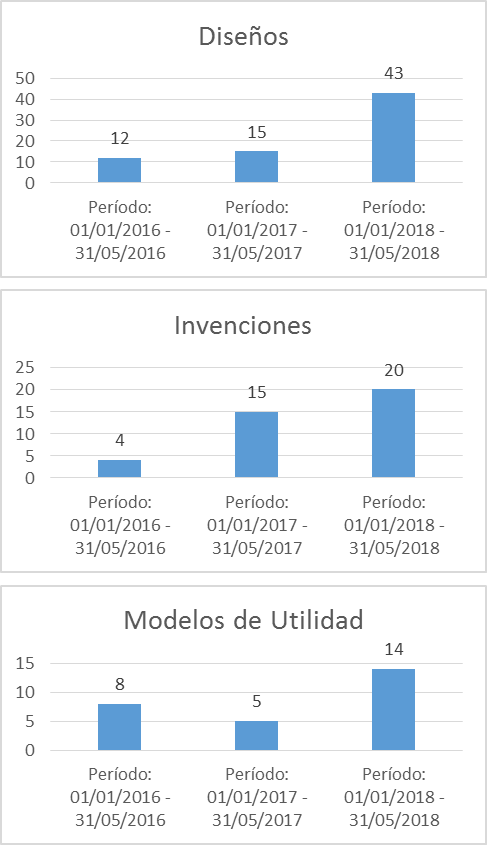 Diseños
50
40
30
20
10
0
12
15
43
Período: 01/01/2016 - 31/05/2016
Período: 01/01/2017 - 31/05/2017
Período: 01/01/2018 - 31/05/2018
Invenciones
25
20
15
10
5
0
4
15
20
Período: 01/01/2016 - 31/05/2016
Período: 01/01/2017 - 31/05/2017
Período: 01/01/2018 - 31/05/2018
Modelos de Utilidad
15
10
5
0
8
5
14
Período: 01/01/2016 - 31/05/2016
Período: 01/01/2017 - 31/05/2017
Período: 01/01/2018 - 31/05/2018